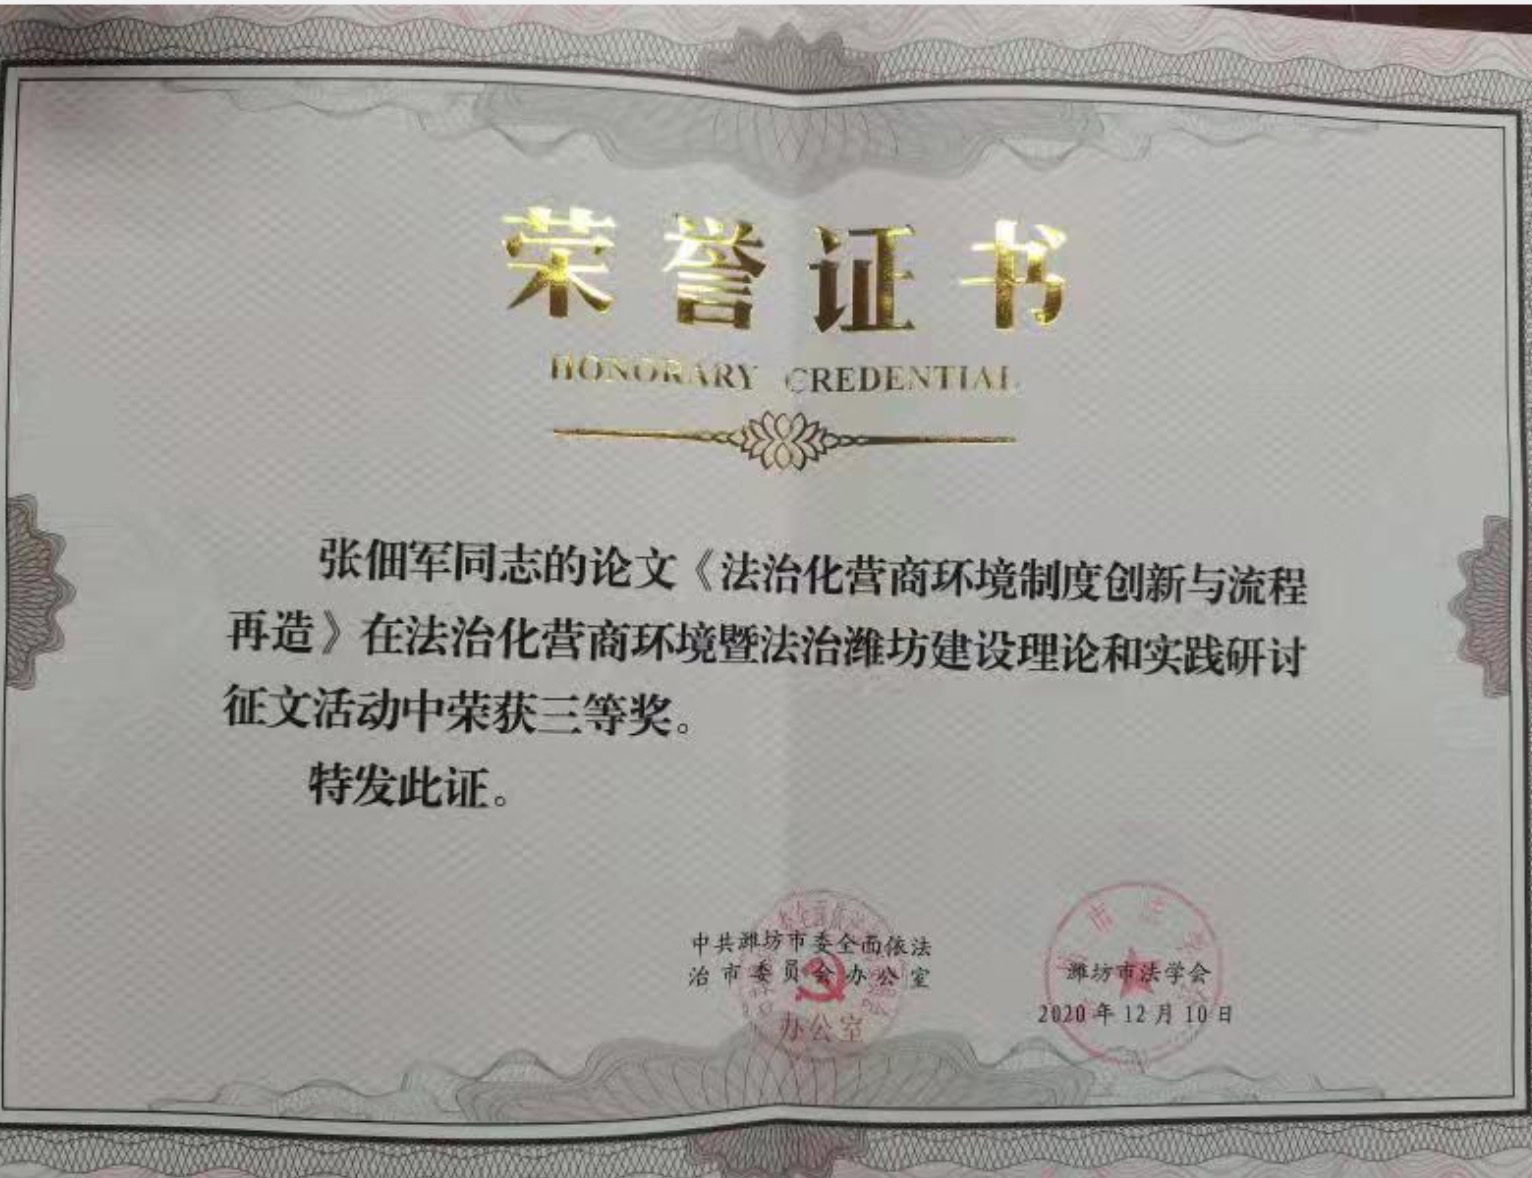 荣誉证书
HONORARY CREDENTIAL
张佃军同志的论文《法治化营商环境制度创新与流程
再造》在法治化营商环境暨法治潍坊建设理论和实践研讨
征文活动中荣获三等奖。
特发此证。
中共潍坊市委全面依法
治市委员会办公室
办公室
潍坊市法学会
2020年12月10日